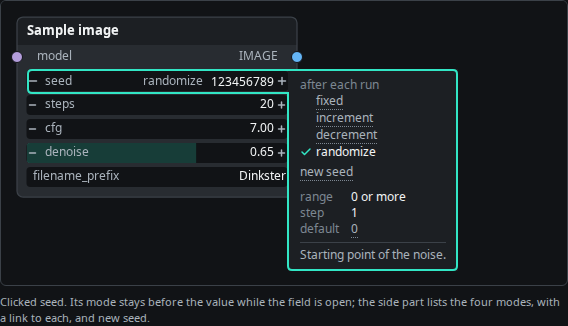 Sample image
model IMAGE
− seed randomize 123456789 +
− steps 20 +
− cfg 7.00 +
− denoise 0.65 +
filename_prefix Dinkster
after each run
fixed
increment
decrement
✓ randomize
new seed
range 0 or more
step 1
default 0
Starting point of the noise.
Clicked seed. Its mode stays before the value while the field is open; the side part lists the four modes, with
a link to each, and new seed.